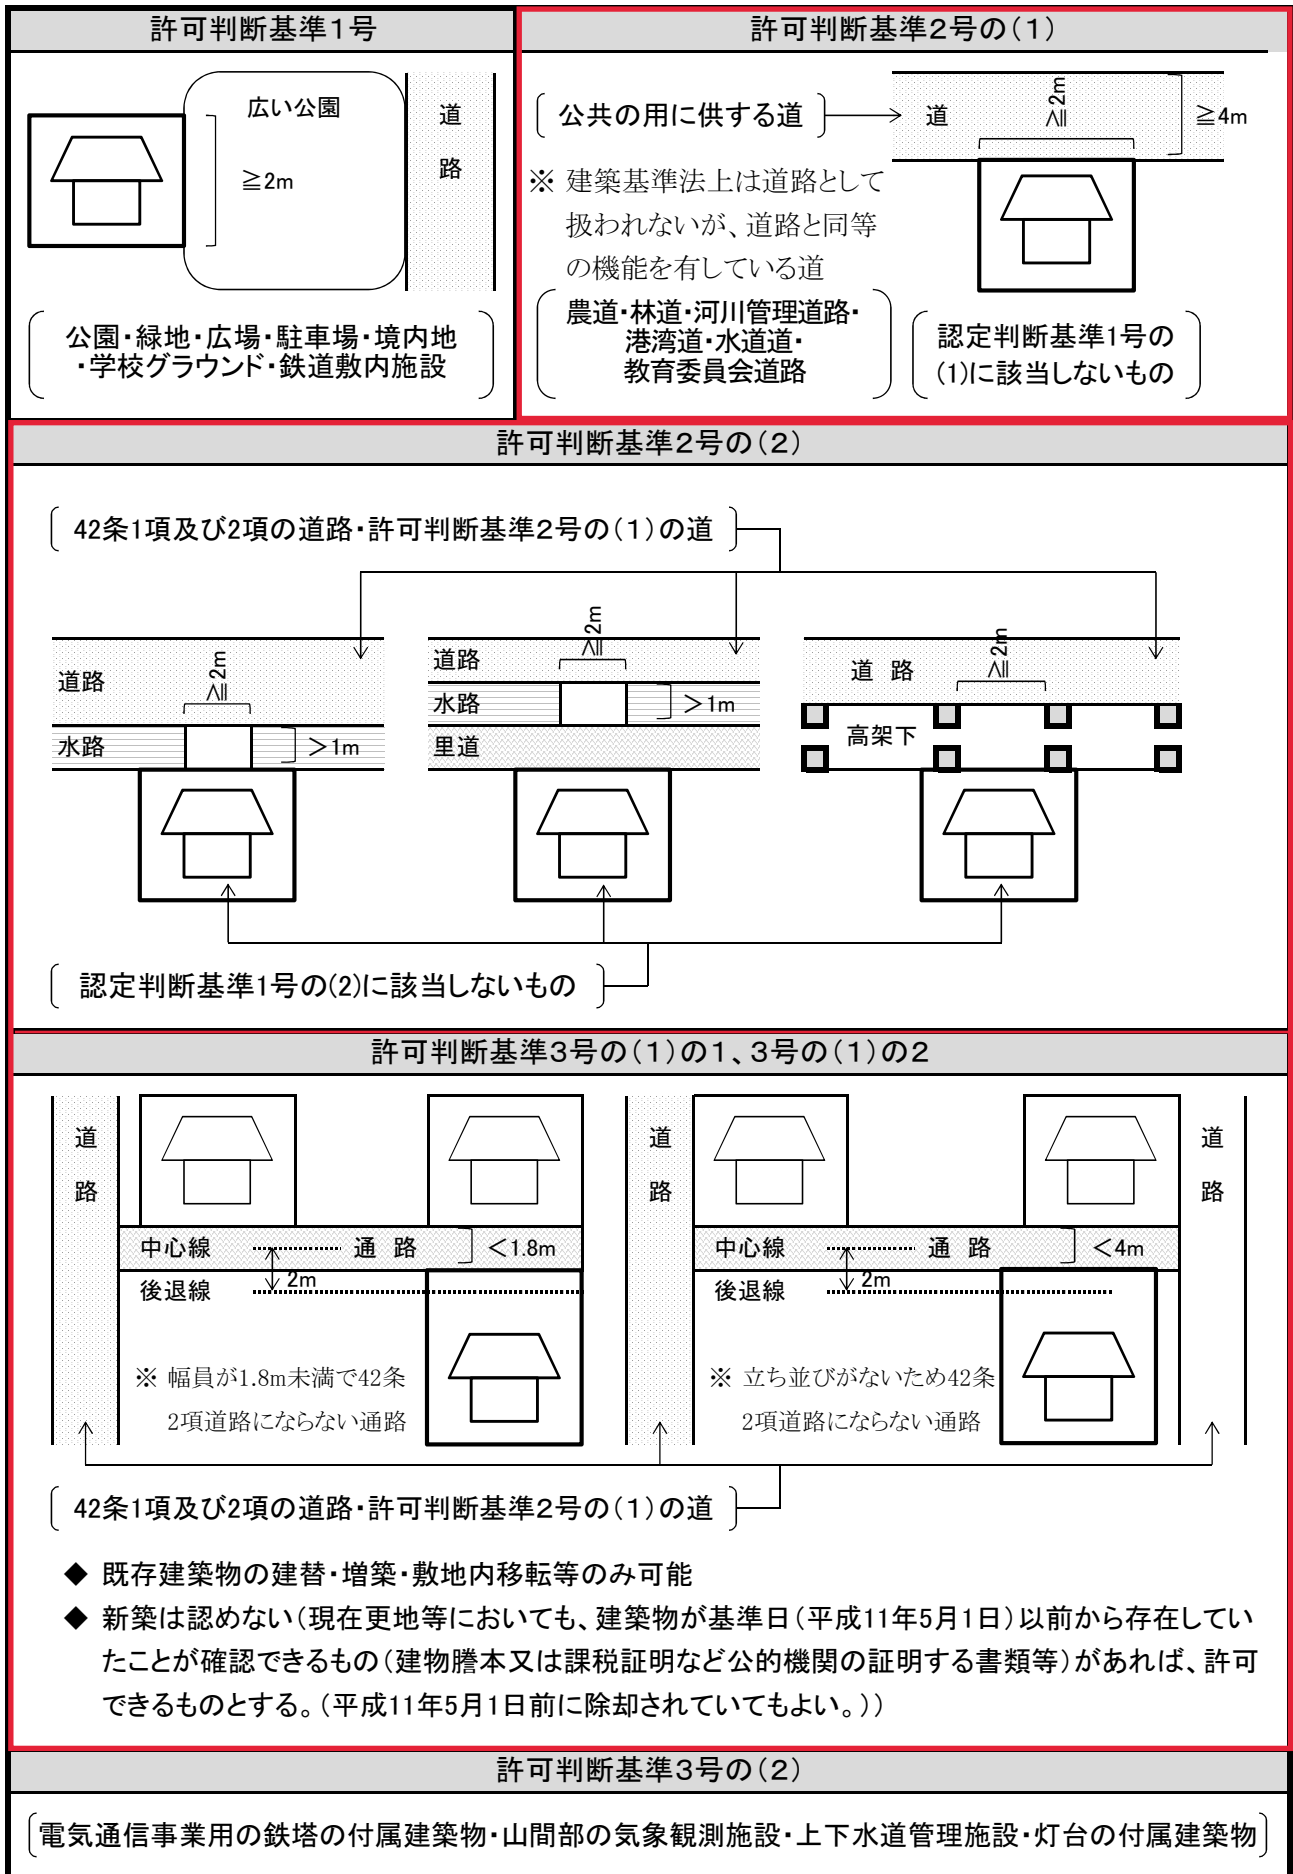 許可判断基準1号
広い公園
道
路
≧2m
公園・緑地・広場・駐車場・境内地
・学校グラウンド・鉄道敷内施設
許可判断基準2号の(1)
公共の用に供する道
道
≧2m
≧4m
※ 建築基準法上は道路として
扱われないが、道路と同等
の機能を有している道
農道・林道・河川管理道路・
港湾道・水道道・
教育委員会道路
認定判断基準1号の
(1)に該当しないもの
許可判断基準2号の(2)
42条1項及び2項の道路・許可判断基準2号の(1)の道
道路
≧2m
水路
＞1m
道路
≧2m
水路
＞1m
里道
道 路
≧2m
高架下
認定判断基準1号の(2)に該当しないもの
許可判断基準3号の(1)の1、3号の(1)の2
道
路
中心線
通 路
＜1.8m
2m
後退線
※ 幅員が1.8m未満で42条
2項道路にならない通路
道
路
中心線
通 路
＜4m
2m
後退線
※ 立ち並びがないため42条
2項道路にならない通路
道
路
42条1項及び2項の道路・許可判断基準2号の(1)の道
◆ 既存建築物の建替・増築・敷地内移転等のみ可能
◆ 新築は認めない(現在更地等においても、建築物が基準日(平成11年5月1日)以前から存在してい
たことが確認できるもの(建物謄本又は課税証明など公的機関の証明する書類等)があれば、許可
できるものとする。(平成11年5月1日前に除却されていてもよい。))
許可判断基準3号の(2)
電気通信事業用の鉄塔の付属建築物・山間部の気象観測施設・上下水道管理施設・灯台の付属建築物